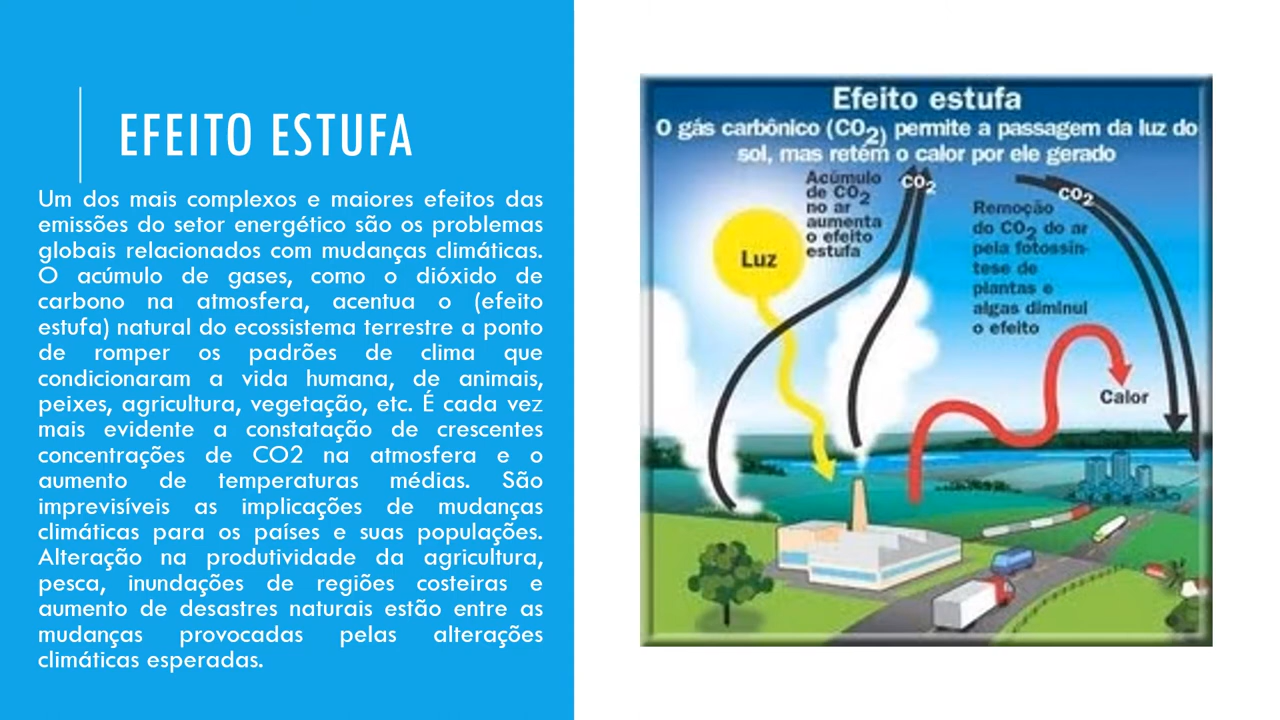 EFEITO ESTUFA
Um dos mais complexos e maiores efeitos das
emissões do setor energético são os problemas
globais relacionados com mudanças climáticas.
O acúmulo de gases, como o dióxido de
carbono na atmosfera, acentua o (efeito
estufa) natural do ecossistema terrestre a ponto
de romper os padrões de clima que
condicionaram a vida humana, de animais,
peixes, agricultura, vegetação, etc. É cada vez
mais evidente a constatação de crescentes
concentrações de CO2 na atmosfera e o
aumento de temperaturas médias. São
imprevisíveis as implicações de mudanças
climáticas para os países e suas populações.
Alteração na produtividade da agricultura,
pesca, inundações de regiões costeiras e
aumento de desastres naturais estão entre as
mudanças provocadas pelas alterações
climáticas esperadas.
Efeito estufa
O gás carbônico (CO₂) permite a passagem da luz do
sol, mas retém o calor por ele gerado
Acúmulo
de CO₂
no ar
aumenta
o efeito
estufa
CO₂
CO₂
Remoção
do CO₂ do ar
pela fotossín-
tese de
plantas e
algas diminui
o efeito
Luz
Calor